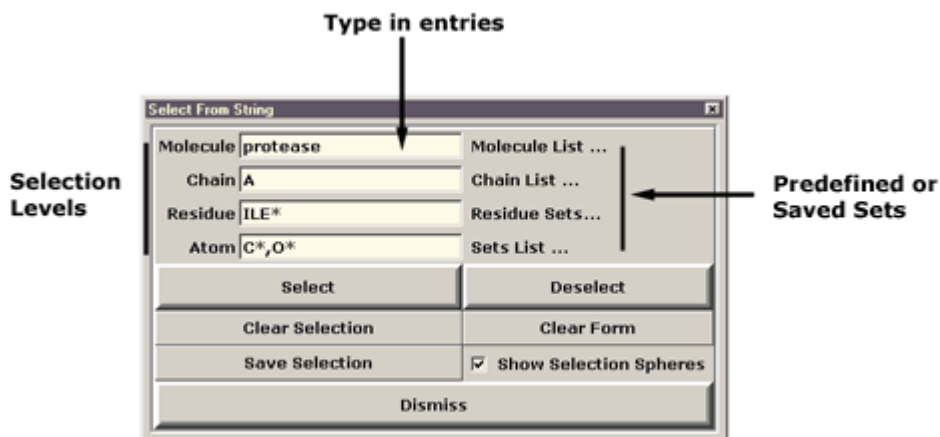 Type in entries
Select From String
Molecule protease Molecule List ...
Chain A Chain List ...
Residue ILE* Residue Sets...
Atom C*,O* Sets List ...
Selection
Levels
Predefined or
Saved Sets
Select Deselect
Clear Selection Clear Form
Save Selection Show Selection Spheres
Dismiss